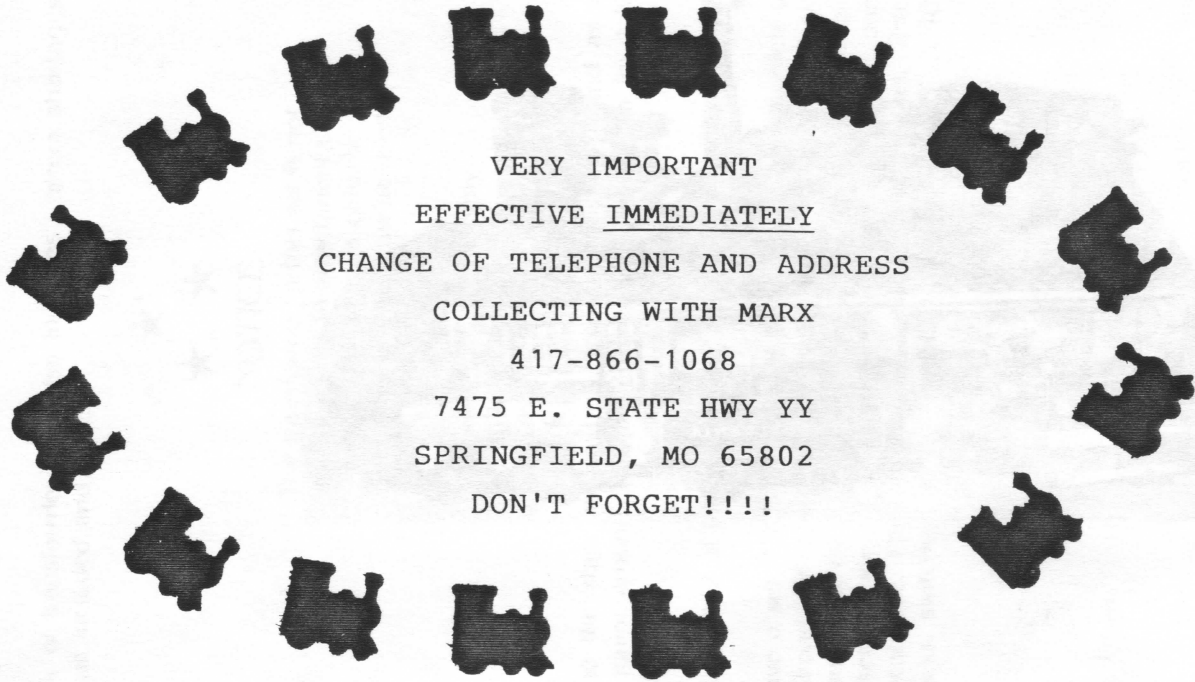 VERY IMPORTANT
EFFECTIVE IMMEDIATELY
CHANGE OF TELEPHONE AND ADDRESS
COLLECTING WITH MARX
417-866-1068
7475 E. STATE HWY YY
SPRINGFIELD, MO 65802
DON'T FORGET!!!!